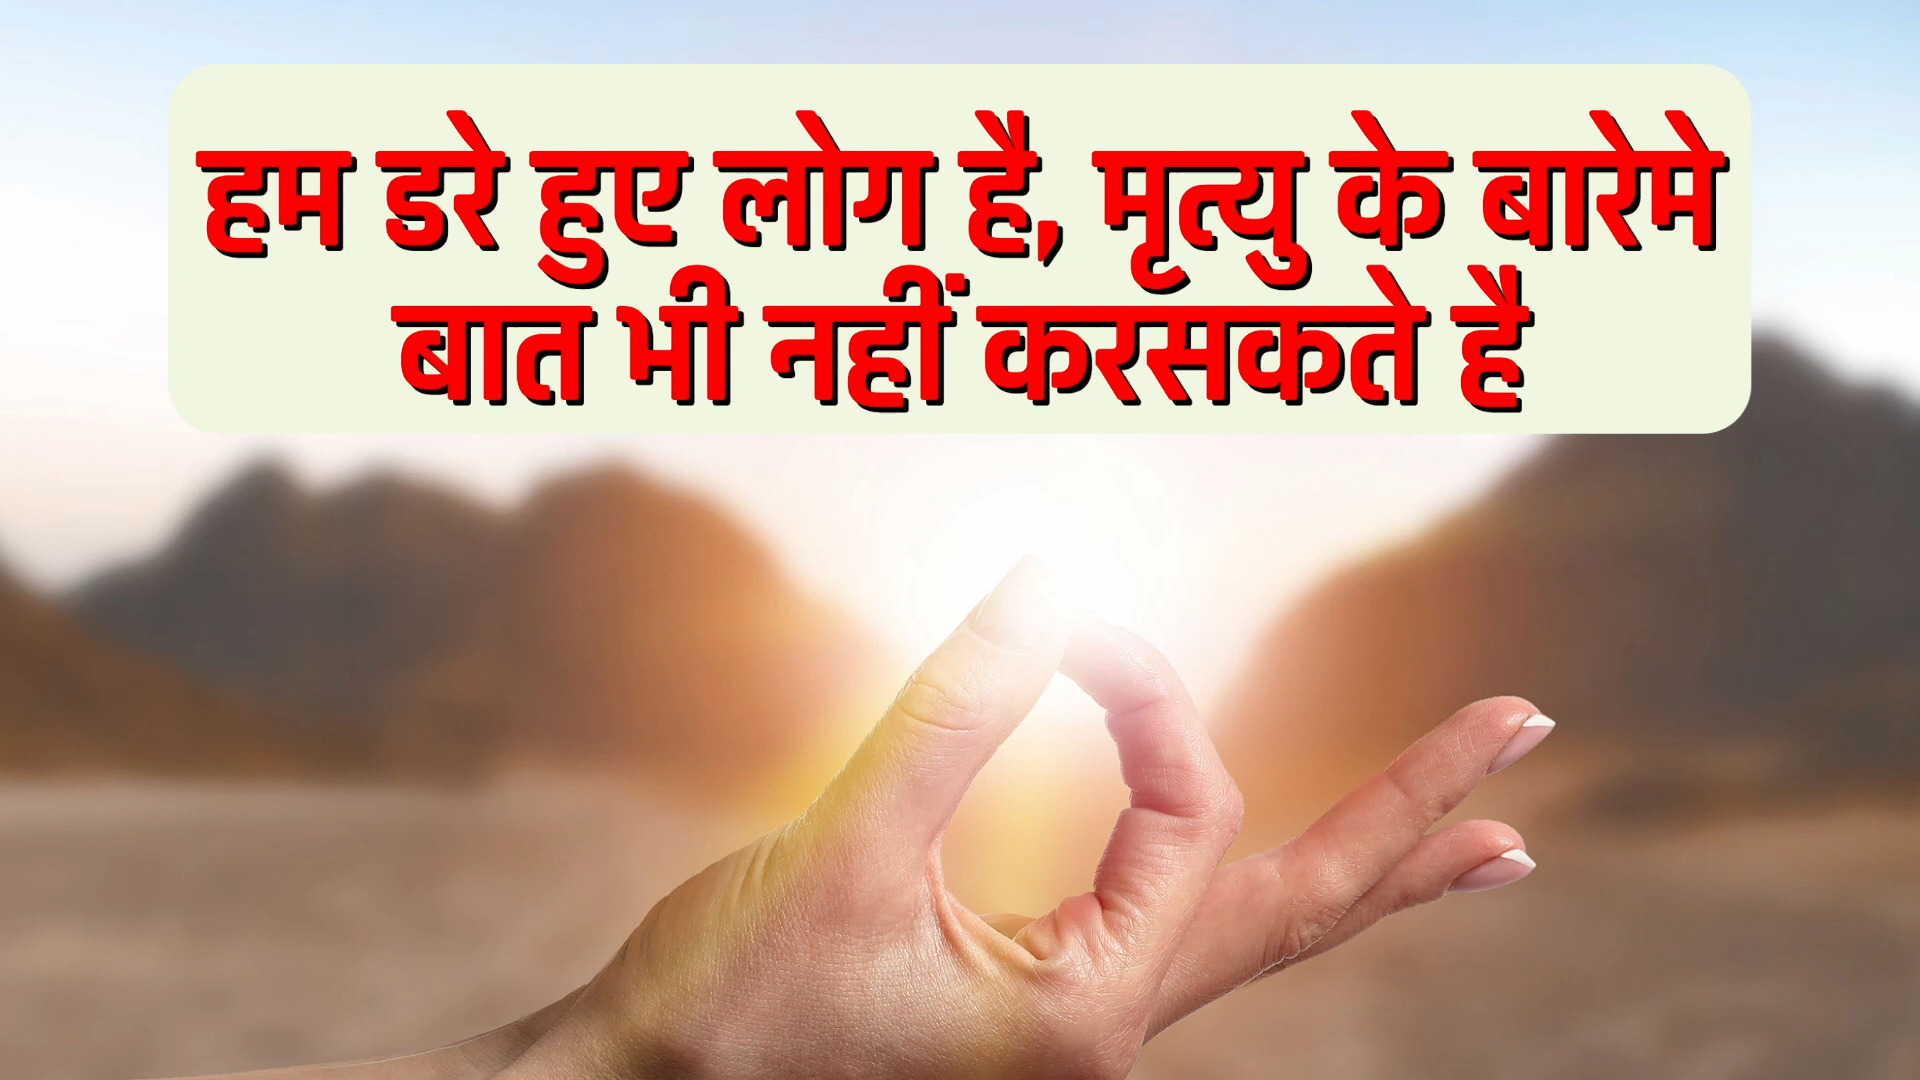 हम डरे हुए लोग है, मृत्यु के बारेमे
बात भी नहीं करसकते है